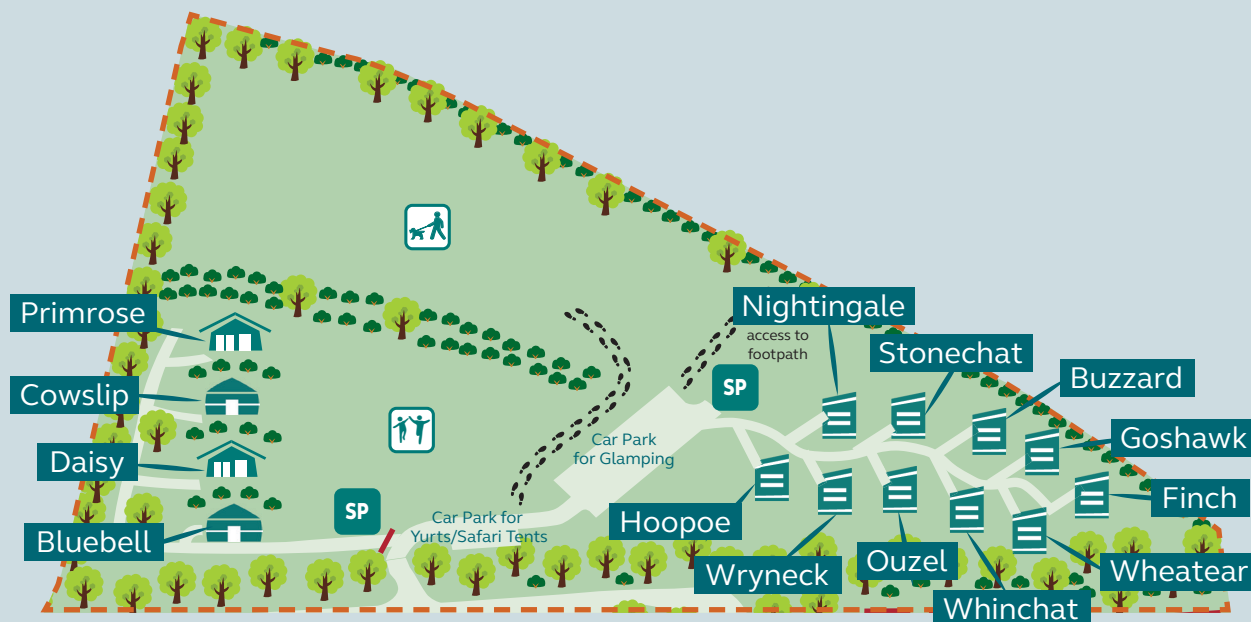 Primrose
Cowslip
Daisy
Bluebell
SP
Car Park for
Yurts/Safari Tents
Car Park
for Glamping
SP
access to
footpath
Nightingale
Stonechat
Buzzard
Goshawk
Finch
Wheatear
Whinchat
Ouzel
Wryneck
Hoopoe